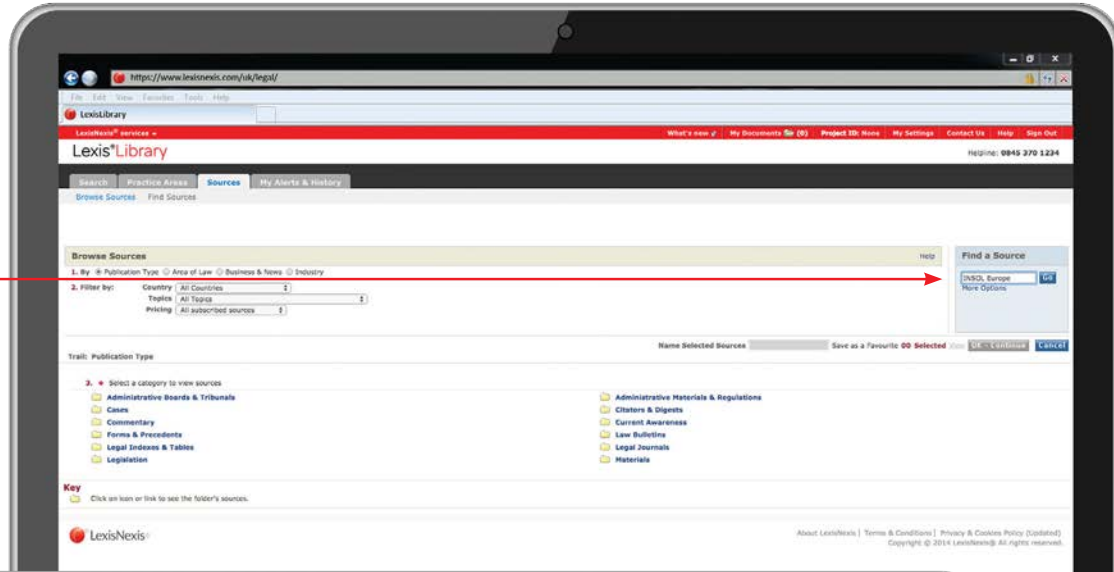 https://www.lexisnexis.com/uk/legal/
File Edit View Favorites Tools Help
LexisLibrary
LexisNexis® services
What's new My Documents (0) Project ID: None My Settings Contact Us Help Sign Out
Lexis®Library
Helpline: 0845 370 1234
Search Practice Areas Sources My Alerts & History
Browse Sources Find Sources
Browse Sources Help
Find a Source
1. By Publication Type Area of Law Business & News Industry
INSOL Europe Go
2. Filter by: Country All Countries
More Options
Topics All Topics
Pricing All subscribed sources
Name Selected Sources Save as a Favourite 00 Selected OK - Continue Cancel
Trail: Publication Type
3. Select a category to view sources
Administrative Boards & Tribunals Administrative Materials & Regulations
Cases Citators & Digests
Commentary Current Awareness
Forms & Precedents Law Bulletins
Legal Indexes & Tables Legal Journals
Legislation Materials
Key
Click an icon or link to see the folder's sources.
LexisNexis®
About LexisNexis | Terms & Conditions | Privacy & Cookies Policy (Updated)
Copyright © 2014 LexisNexis® All rights reserved.